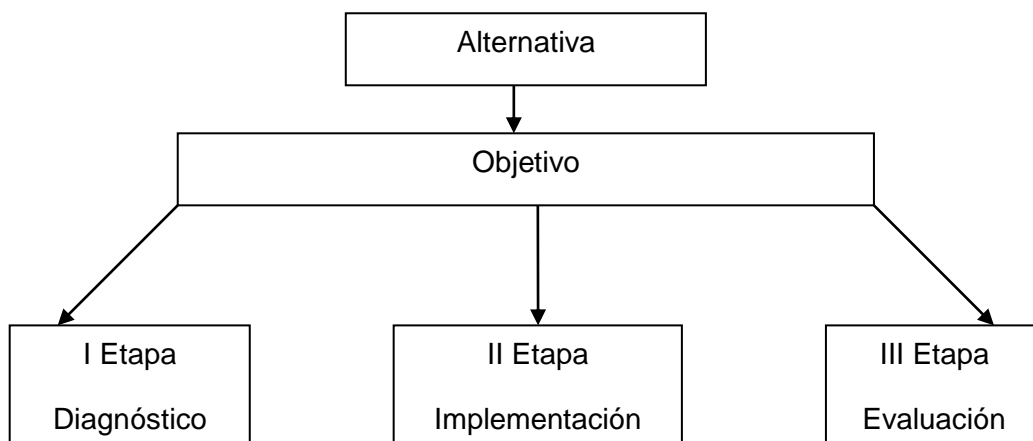 Alternativa
Objetivo
I Etapa
Diagnóstico
II Etapa
Implementación
III Etapa
Evaluación